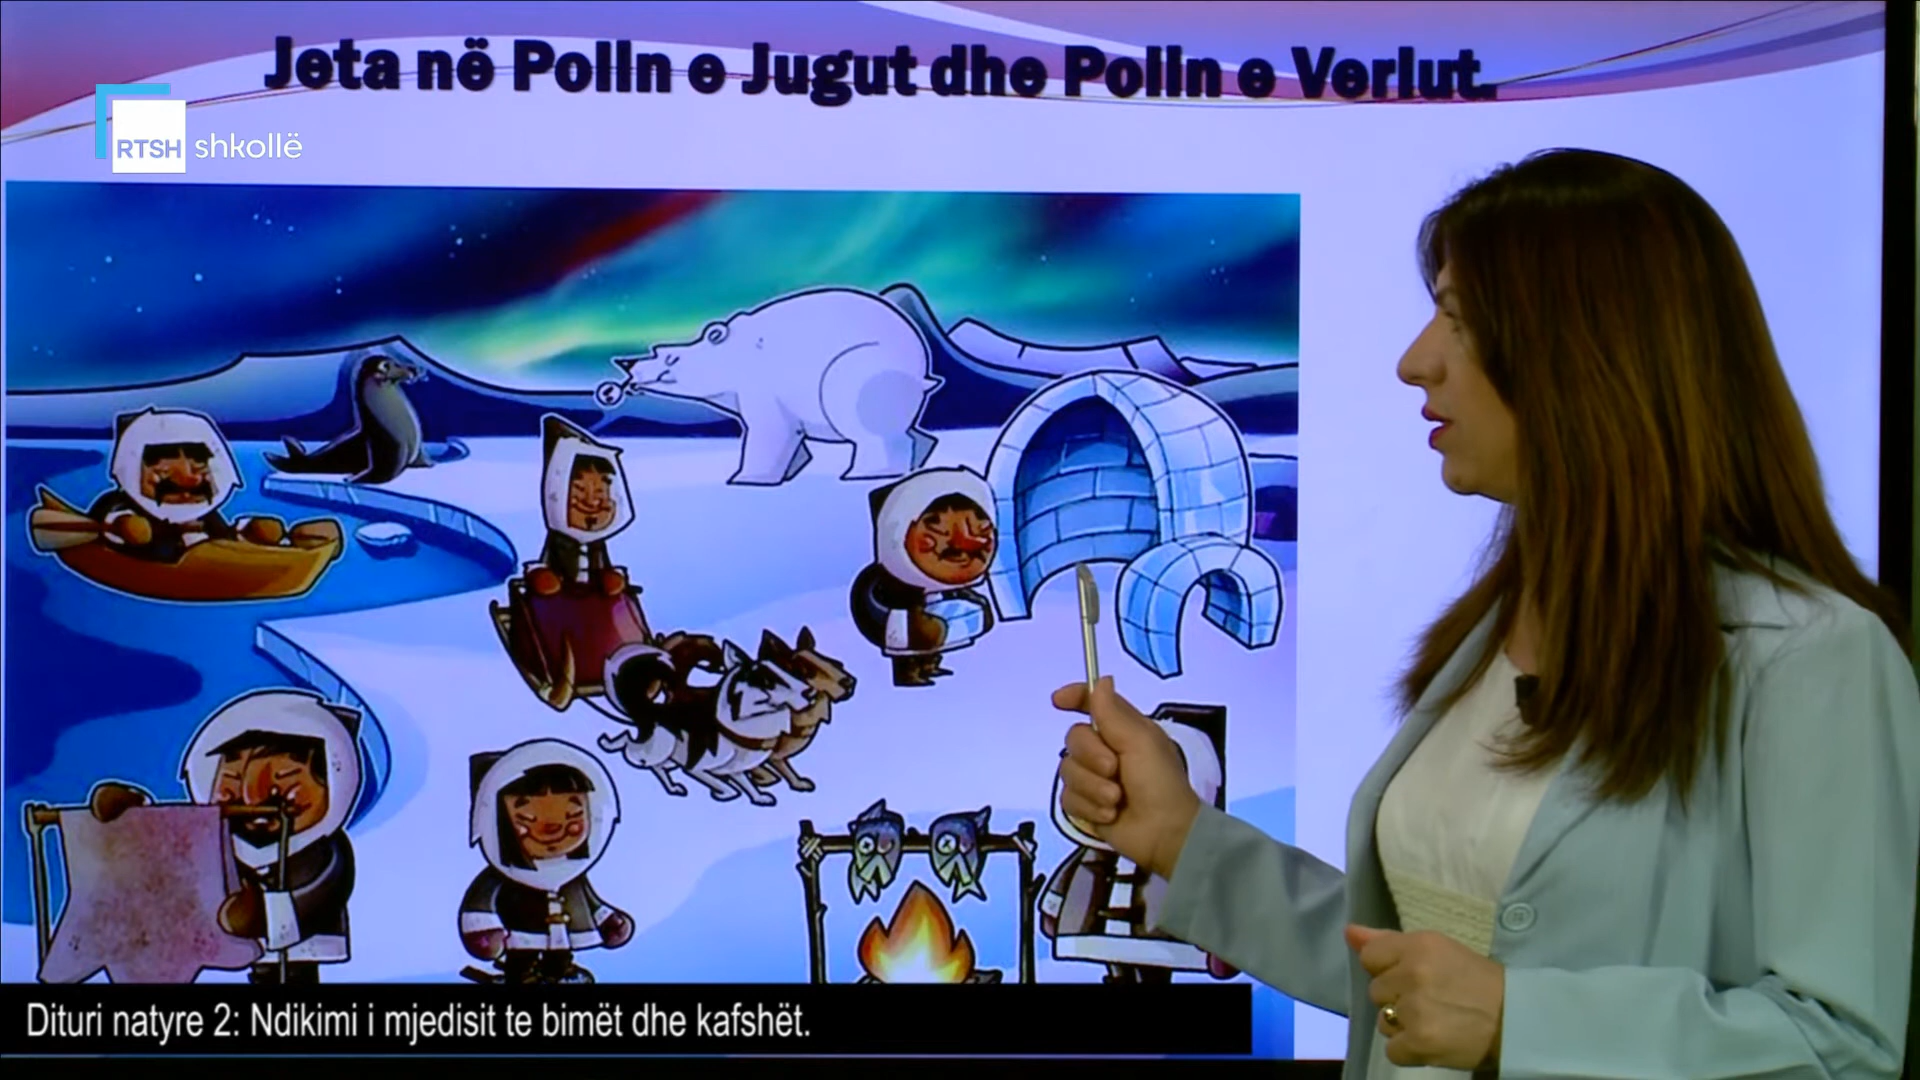 Jeta në Polin e Jugut dhe Polin e Veriut.
RTSH shkollë
Dituri natyre 2: Ndikimi i mjedisit te bimët dhe kafshët.